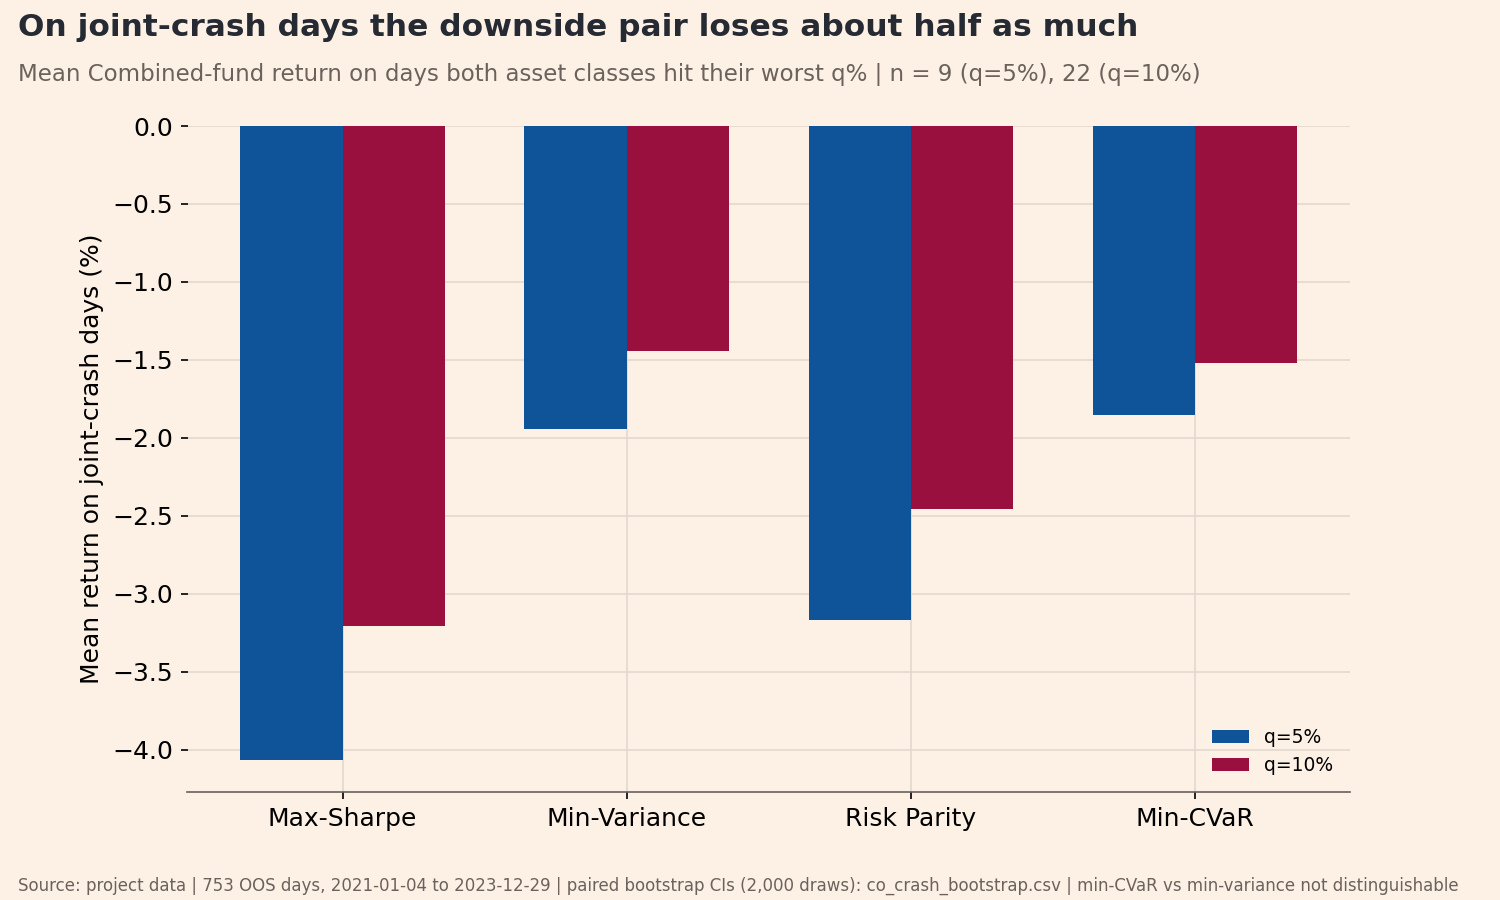 On joint-crash days the downside pair loses about half as much
Mean Combined-fund return on days both asset classes hit their worst q% | n = 9 (q=5%), 22 (q=10%)
Mean return on joint-crash days (%)
0.0
−0.5
−1.0
−1.5
−2.0
−2.5
−3.0
−3.5
−4.0
q=5%
q=10%
Max-Sharpe
Min-Variance
Risk Parity
Min-CVaR
Source: project data | 753 OOS days, 2021-01-04 to 2023-12-29 | paired bootstrap CIs (2,000 draws): co_crash_bootstrap.csv | min-CVaR vs min-variance not distinguishable